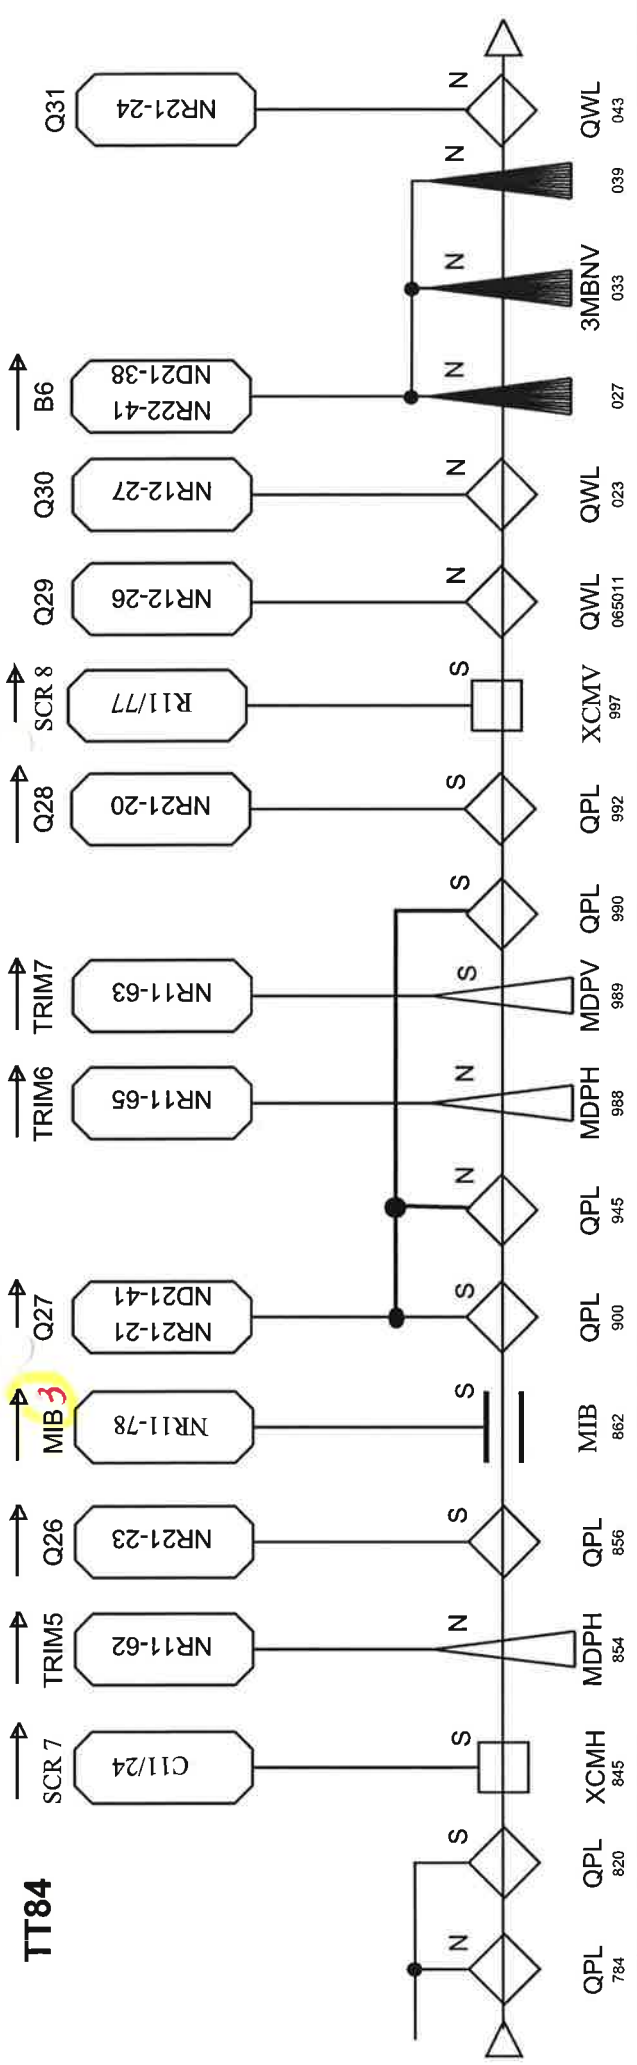 TT84
SCR 7 TRIM5 Q26 MIB 3 Q27 TRIM6 TRIM7 Q28 SCR 8 Q29 Q30 B6 Q31
C11/24
NR11-62
NR21-23
NR11-78
NR21-21
ND21-41
NR11-65
NR11-63
NR21-20
R11/77
NR12-26
NR12-27
NR22-41
ND21-38
NR21-24
N S S N S S S N N S S S S N N N N N N
QPL QPL XCMH MDPH QPL MIB QPL QPL MDPH MDPV QPL QPL XCMV QWL QWL 3MBNV QWL
784 820 845 854 856 862 900 945 988 989 990 992 997 065011 023 027 033 039 043